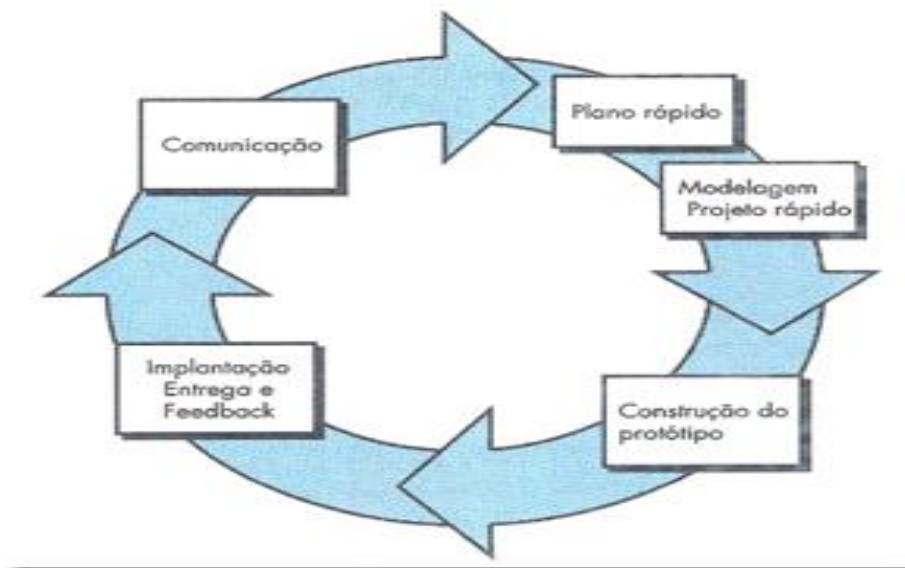 Comunicação
Plano rápido
Modelagem
Projeto rápido
Construção do
protótipo
Implantação
Entrega e
Feedback